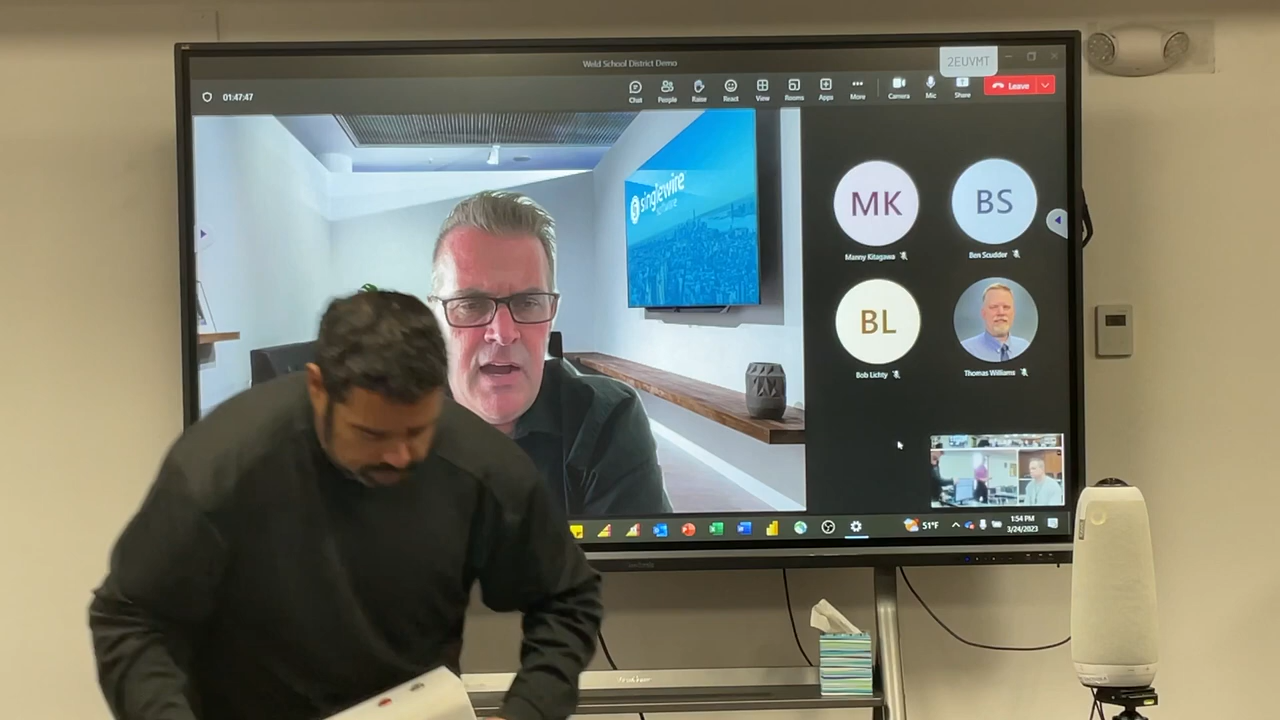 Weld School District Demo
2EUVMT
01:47:47
Chat People Raise React View Rooms Apps More Camera Mic Share Leave
singlewire
software
MK BS
Manny Kitagawa Ben Scudder
BL
Bob Lichty Thomas Williams
51°F
1:54 PM
3/24/2023